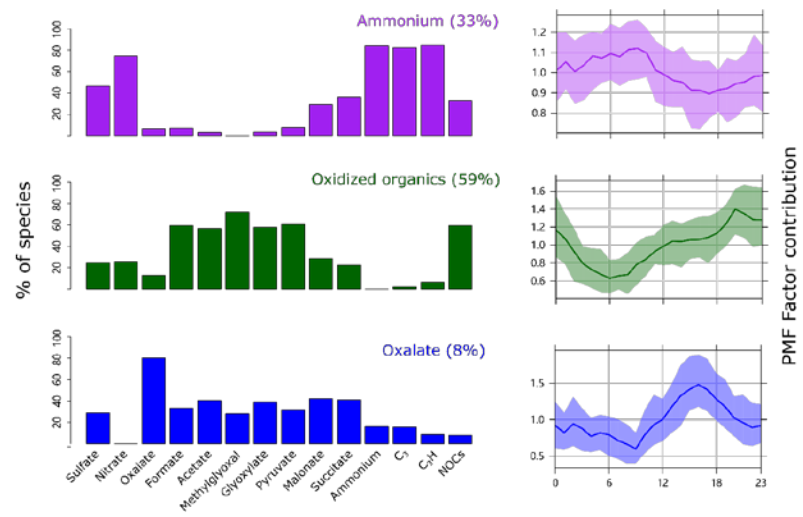 Ammonium (33%)
100
80
60
40
20
1.2
1.1
1.0
0.9
0.8
Oxidized organics (59%)
100
80
60
40
20
1.6
1.4
1.2
1.0
0.8
0.6
% of species
PMF Factor contribution
Oxalate (8%)
100
80
60
40
20
1.5
1.0
0.5
Sulfate
Nitrate
Oxalate
Formate
Acetate
Methylglyoxal
Glyoxylate
Pyruvate
Malonate
Succitate
Ammonium
C₃
C₃H
NOCs
0 6 12 18 23